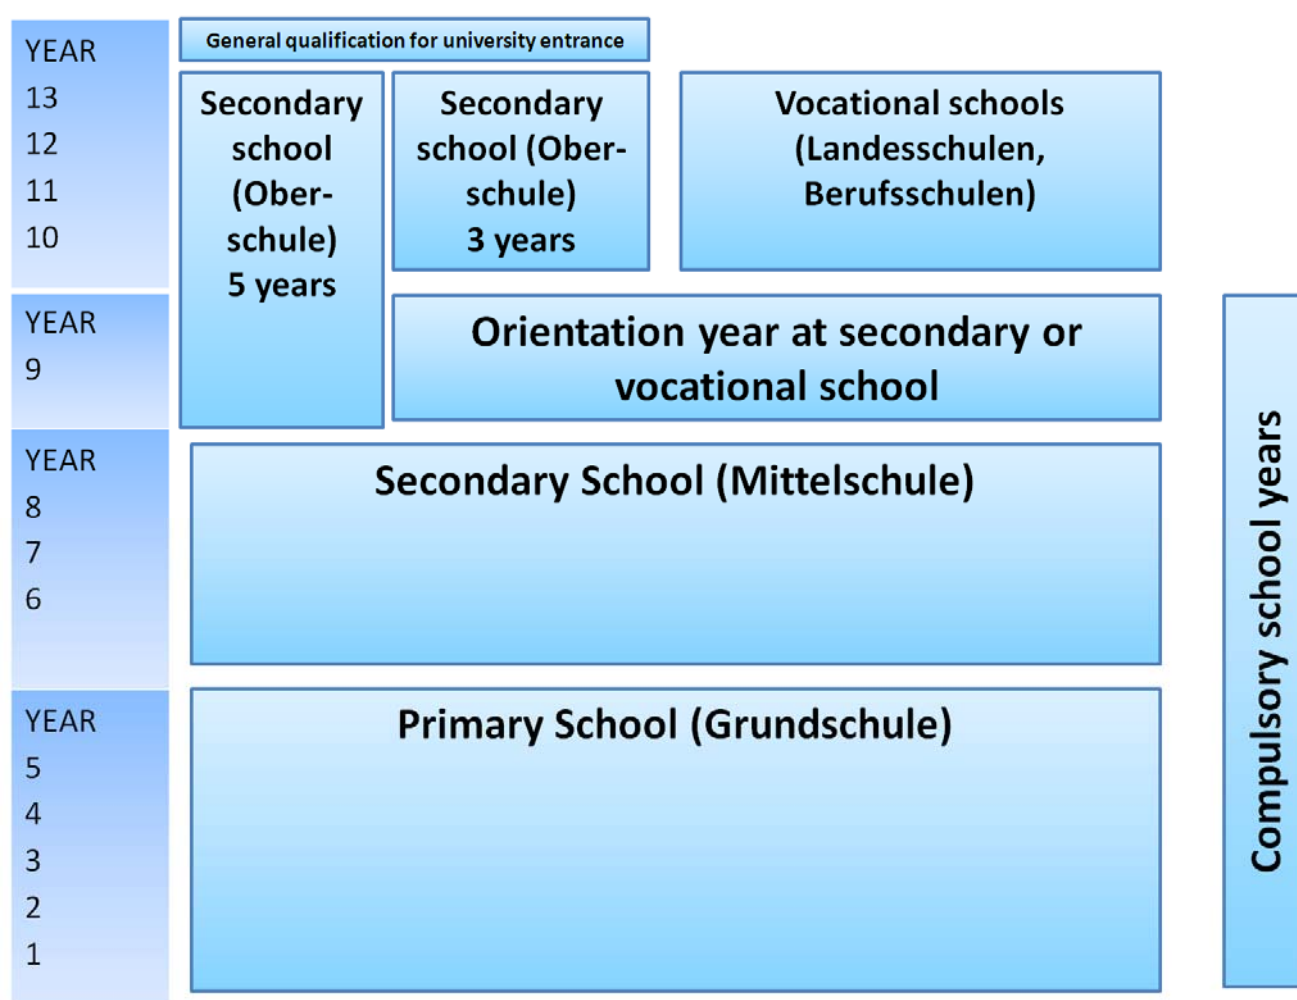 YEAR
13
12
11
10
General qualification for university entrance
Secondary
school
(Ober-
schule)
5 years
Secondary
school (Ober-
schule)
3 years
Vocational schools
(Landesschulen,
Berufsschulen)
YEAR
9
Orientation year at secondary or
vocational school
YEAR
8
7
6
Secondary School (Mittelschule)
YEAR
5
4
3
2
1
Primary School (Grundschule)
Compulsory school years